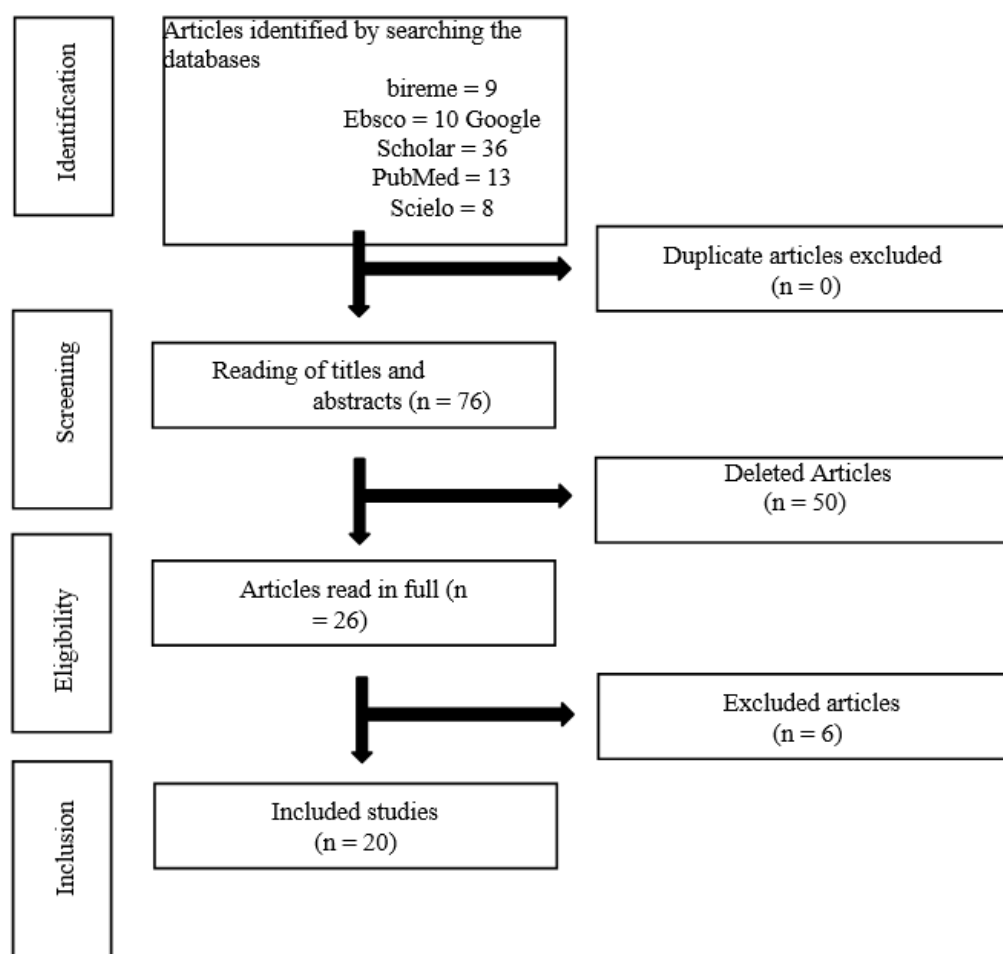 Identification
Articles identified by searching the
databases
bireme = 9
Ebsco = 10 Google
Scholar = 36
PubMed = 13
Scielo = 8
Duplicate articles excluded
(n = 0)
Screening
Reading of titles and
abstracts (n = 76)
Deleted Articles
(n = 50)
Eligibility
Articles read in full (n
= 26)
Excluded articles
(n = 6)
Inclusion
Included studies
(n = 20)